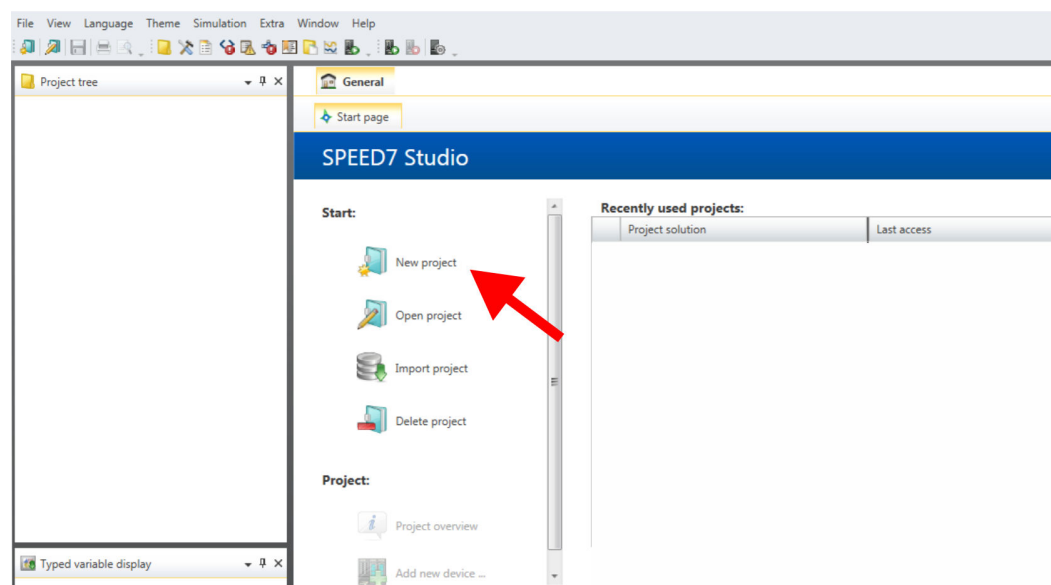 File View Language Theme Simulation Extra Window Help
Project tree
General
Start page
SPEED7 Studio
Start:
Recently used projects:
Project solution Last access
New project
Open project
Import project
Delete project
Project:
Project overview
Add new device ...
Typed variable display